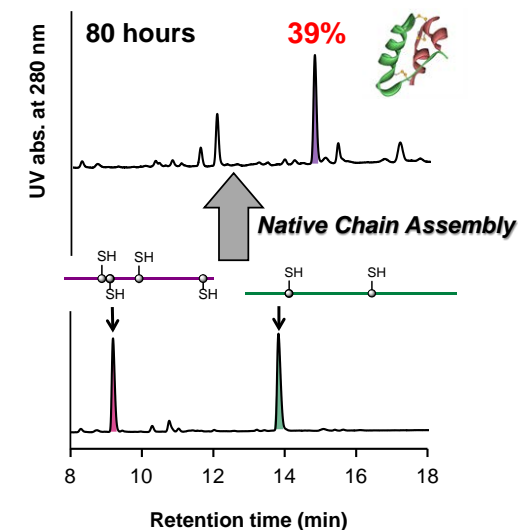 80 hours
39%
UV abs. at 280 nm
Native Chain Assembly
SH
SH
SH
SH
SH
SH
8
10
12
14
16
18
Retention time (min)